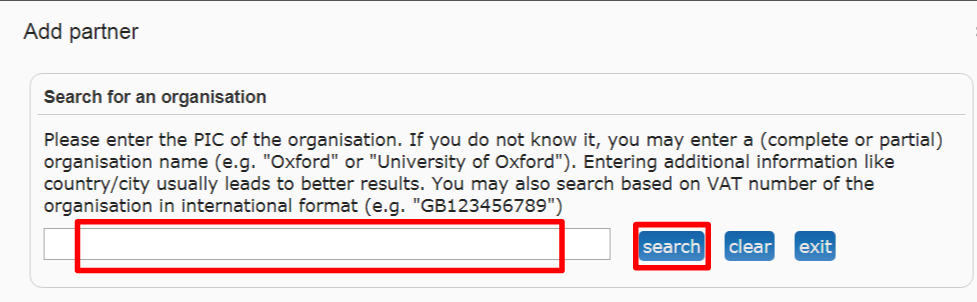 Add partner
Search for an organisation
Please enter the PIC of the organisation. If you do not know it, you may enter a (complete or partial)
organisation name (e.g. "Oxford" or "University of Oxford"). Entering additional information like
country/city usually leads to better results. You may also search based on VAT number of the
organisation in international format (e.g. "GB123456789")
search clear exit